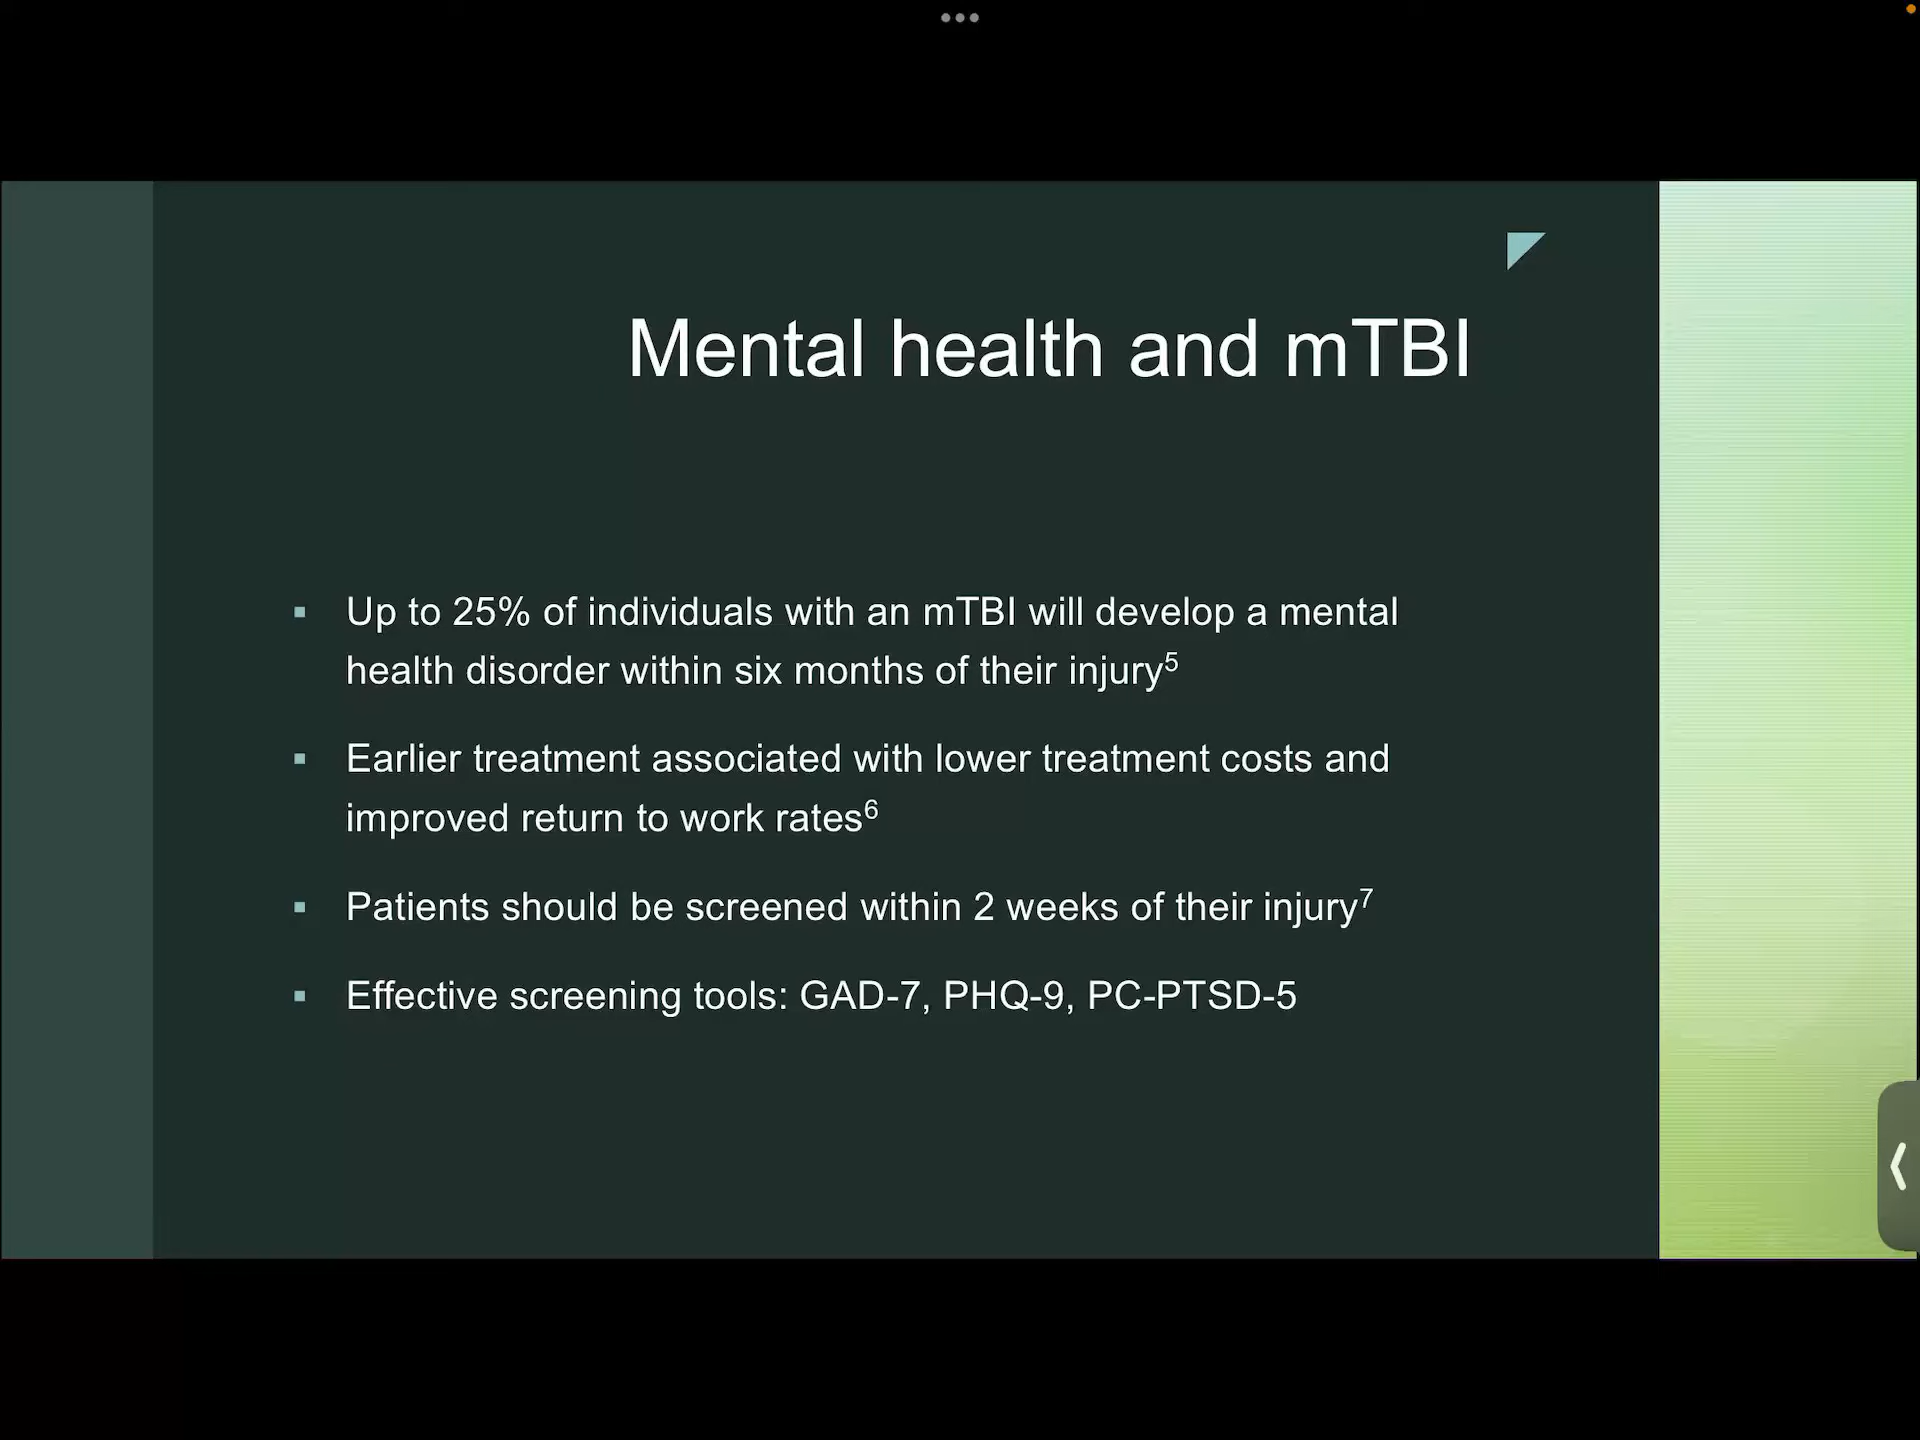 Mental health and mTBI
▪ Up to 25% of individuals with an mTBI will develop a mental
health disorder within six months of their injury⁵
▪ Earlier treatment associated with lower treatment costs and
improved return to work rates⁶
▪ Patients should be screened within 2 weeks of their injury⁷
▪ Effective screening tools: GAD-7, PHQ-9, PC-PTSD-5